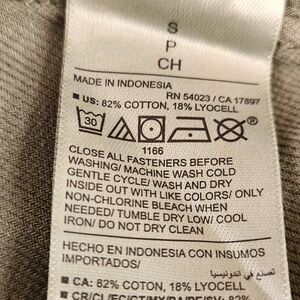 S
P
CH
MADE IN INDONESIA
RN 54023 / CA 17897
■ US: 82% COTTON, 18% LYOCELL
30
®
1166
CLOSE ALL FASTENERS BEFORE
WASHING/ MACHINE WASH COLD
GENTLE CYCLE/ WASH AND DRY
INSIDE OUT WITH LIKE COLORS/ ONLY
NON-CHLORINE BLEACH WHEN
NEEDED/ TUMBLE DRY LOW/ COOL
IRON/ DO NOT DRY CLEAN
HECHO EN INDONESIA CON INSUMOS
IMPORTADOS/
تصنع في اندونيسيا
■ CA: 82% COTTON, 18% LYOCELL